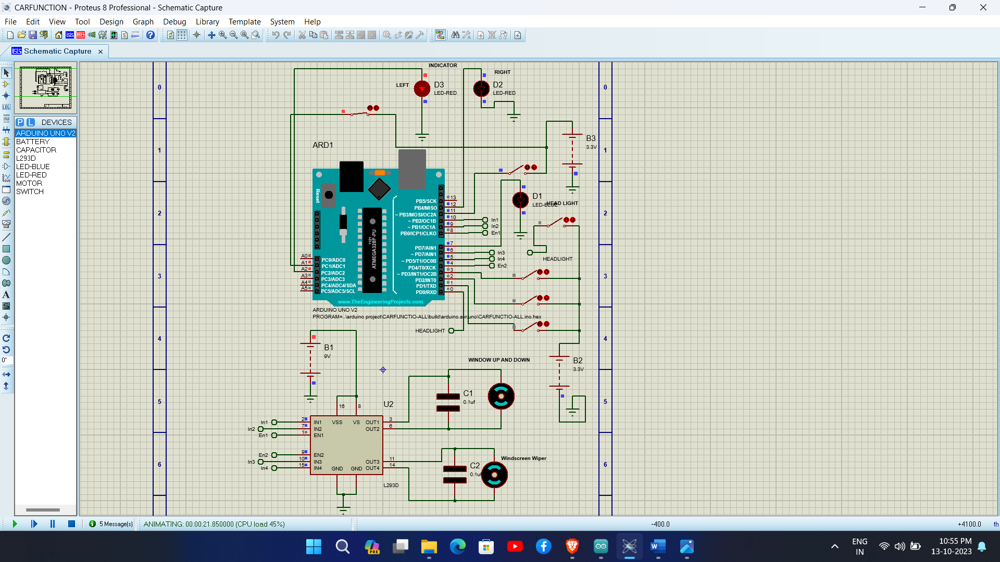 CARFUNCTION - Proteus 8 Professional - Schematic Capture
File Edit View Tool Design Graph Debug Library Template System Help
Schematic Capture
P L DEVICES
ARDUINO UNO V2
BATTERY
CAPACITOR
L293D
LED-BLUE
LED-RED
MOTOR
SWITCH
LBL
0°
0 1 2 3 4 5 6
0 1 2 3 4 5 6
INDICATOR
LEFT
D3
LED-RED
RIGHT
D2
LED-RED
B3
3.3V
ARD1
Reset
ATMEGA328P-PU
1121
PB5/SCK 13
PB4/MISO 12
~ PB3/MOSI/OC2A 11
~ PB2/OC1B 10 In1
~ PB1/OC1A 9 In2
PB0/ICP1/CLKO 8 En1
PD7/AIN1 7
~ PD7/AIN1 6 In3
~ PD5/T1/OC0B 5 In4
PD4/T0/XCK 4 En2
~ PD3/INT1/OC2B 3
PD2/INT0 2
PD1/TXD 1
PD0/RXD 0
A0 PC0/ADC0
A1 PC1/ADC1
A2 PC2/ADC2
A3 PC3/ADC3
A4 PC4/ADC4/SDA
A5 PC5/ADC5/SCL
www.TheEngineeringProjects.com
ARDUINO UNO V2
PROGRAM=..\arduino project\CARFUNCTIO-ALL\build\arduino.avr.uno\CARFUNCTIO-ALL.ino.hex
D1
LED-BLUE
HEAD LIGHT
HEADLIGHT
HEADLIGHT
B1
9V
WINDOW UP AND DOWN
B2
3.3V
C1
0.1uf
U2
16 8
VSS VS
In1 2 IN1 OUT1 3
In2 7 IN2 OUT2 6
En1 1 EN1
En2 9 EN2
In3 10 IN3 OUT3 11
In4 15 IN4 GND GND OUT4 14
L293D
C2
0.1uf
Windscreen Wiper
5 Message(s) ANIMATING: 00:00:21.850000 (CPU load 45%) -400.0 +4100.0 th
PRE
ENG
IN
10:55 PM
13-10-2023